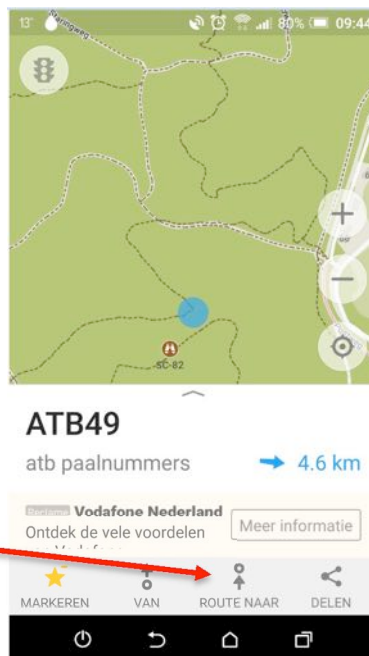 13°
80%
09:44
Staringweg
SC-82
ATB49
atb paalnummers
4.6 km
Reclame Vodafone Nederland
Ontdek de vele voordelen
Meer informatie
MARKEREN
VAN
ROUTE NAAR
DELEN